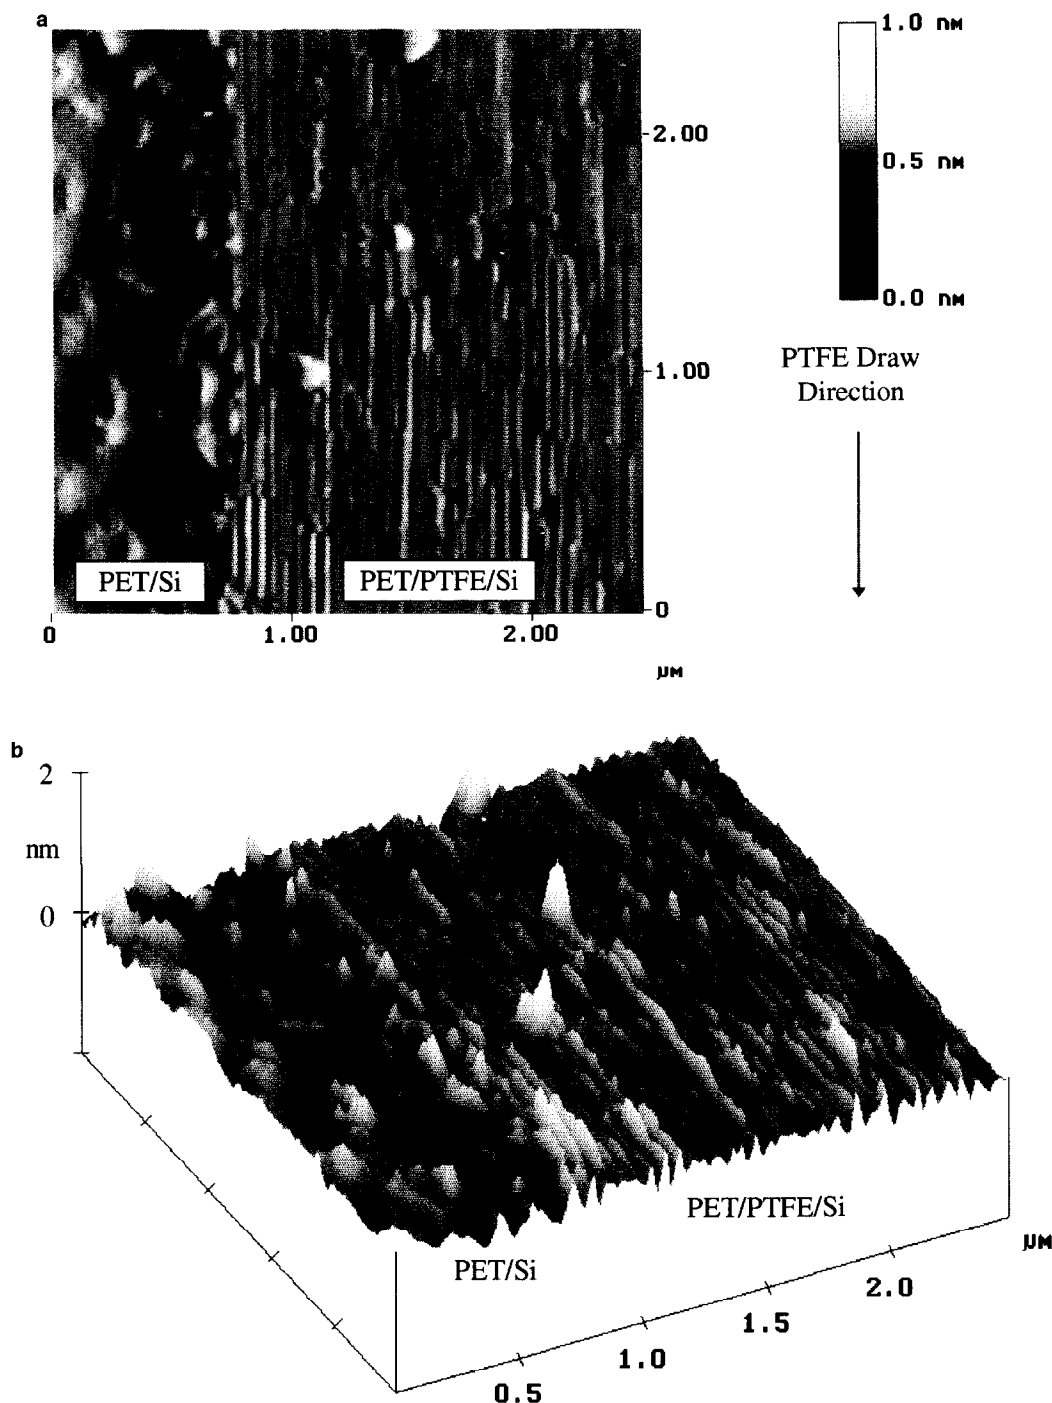 a
1.0 nm
0.5 nm
0.0 nm
2.00
1.00
0
PTFE Draw
Direction
PET/Si
PET/PTFE/Si
0
1.00
2.00
μm
b
2
nm
0
PET/PTFE/Si
PET/Si
μm
0.5
1.0
1.5
2.0